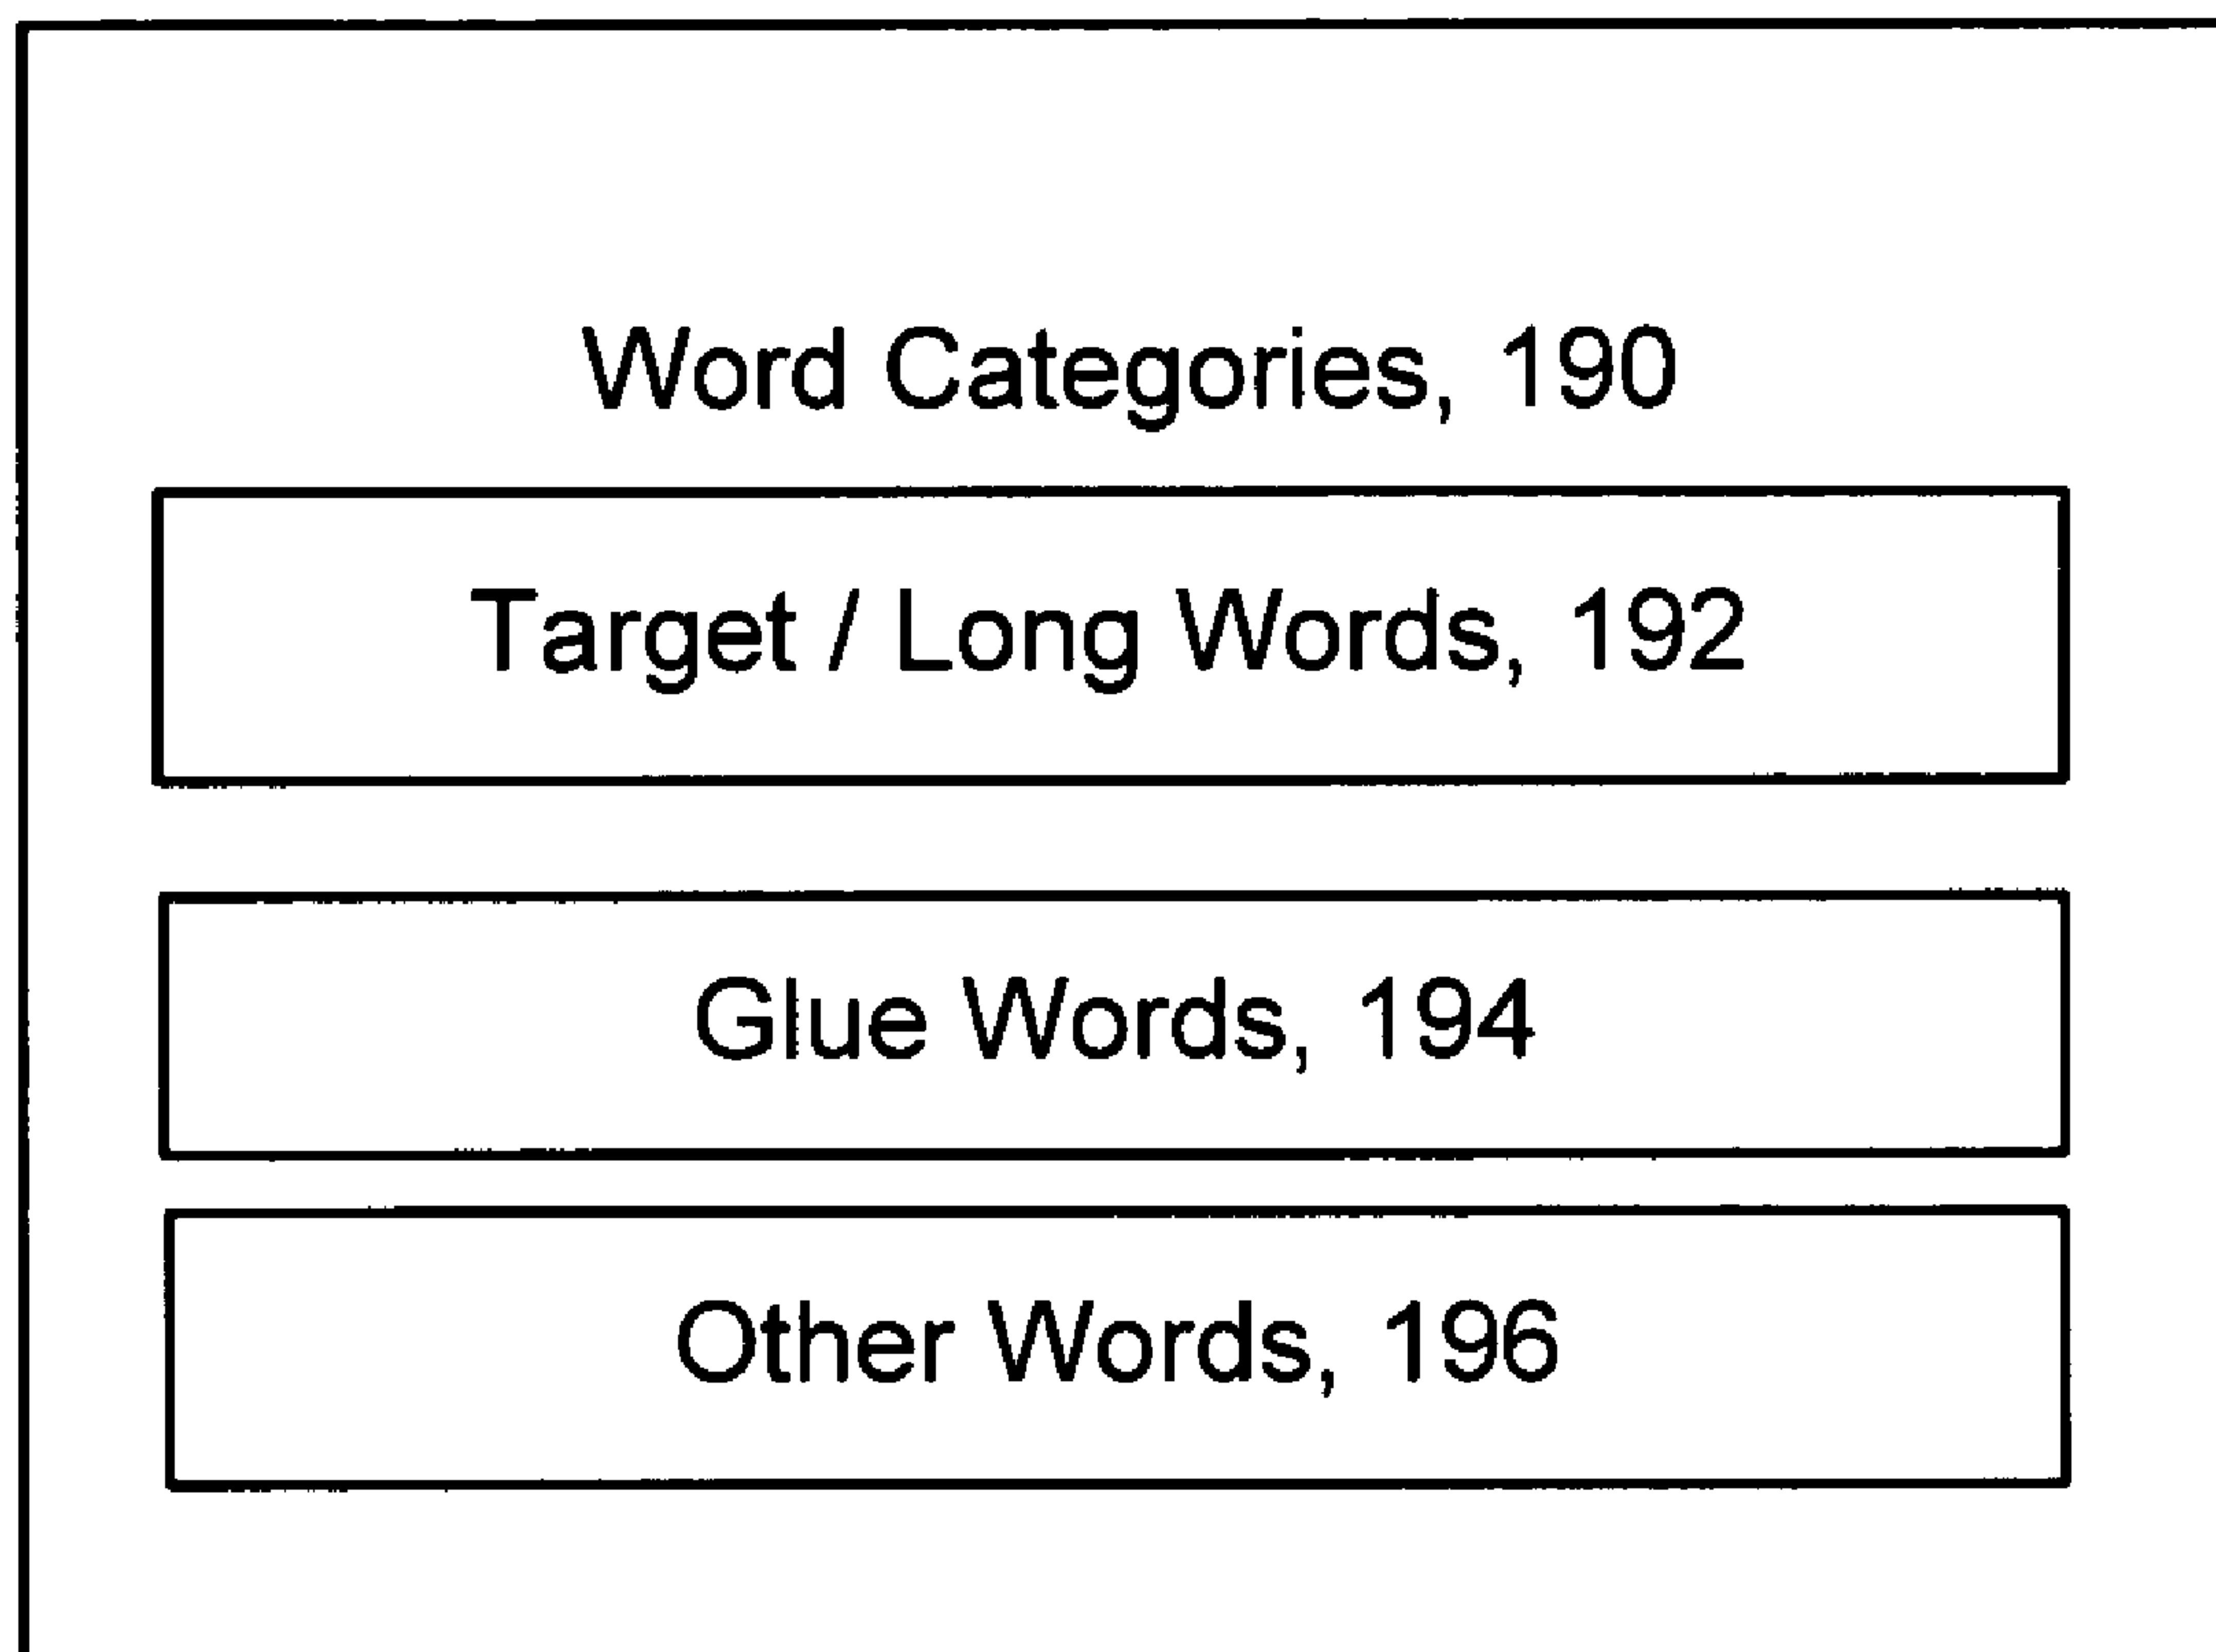 Word Categories, 190
Target / Long Words, 192
Glue Words, 194
Other Words, 196